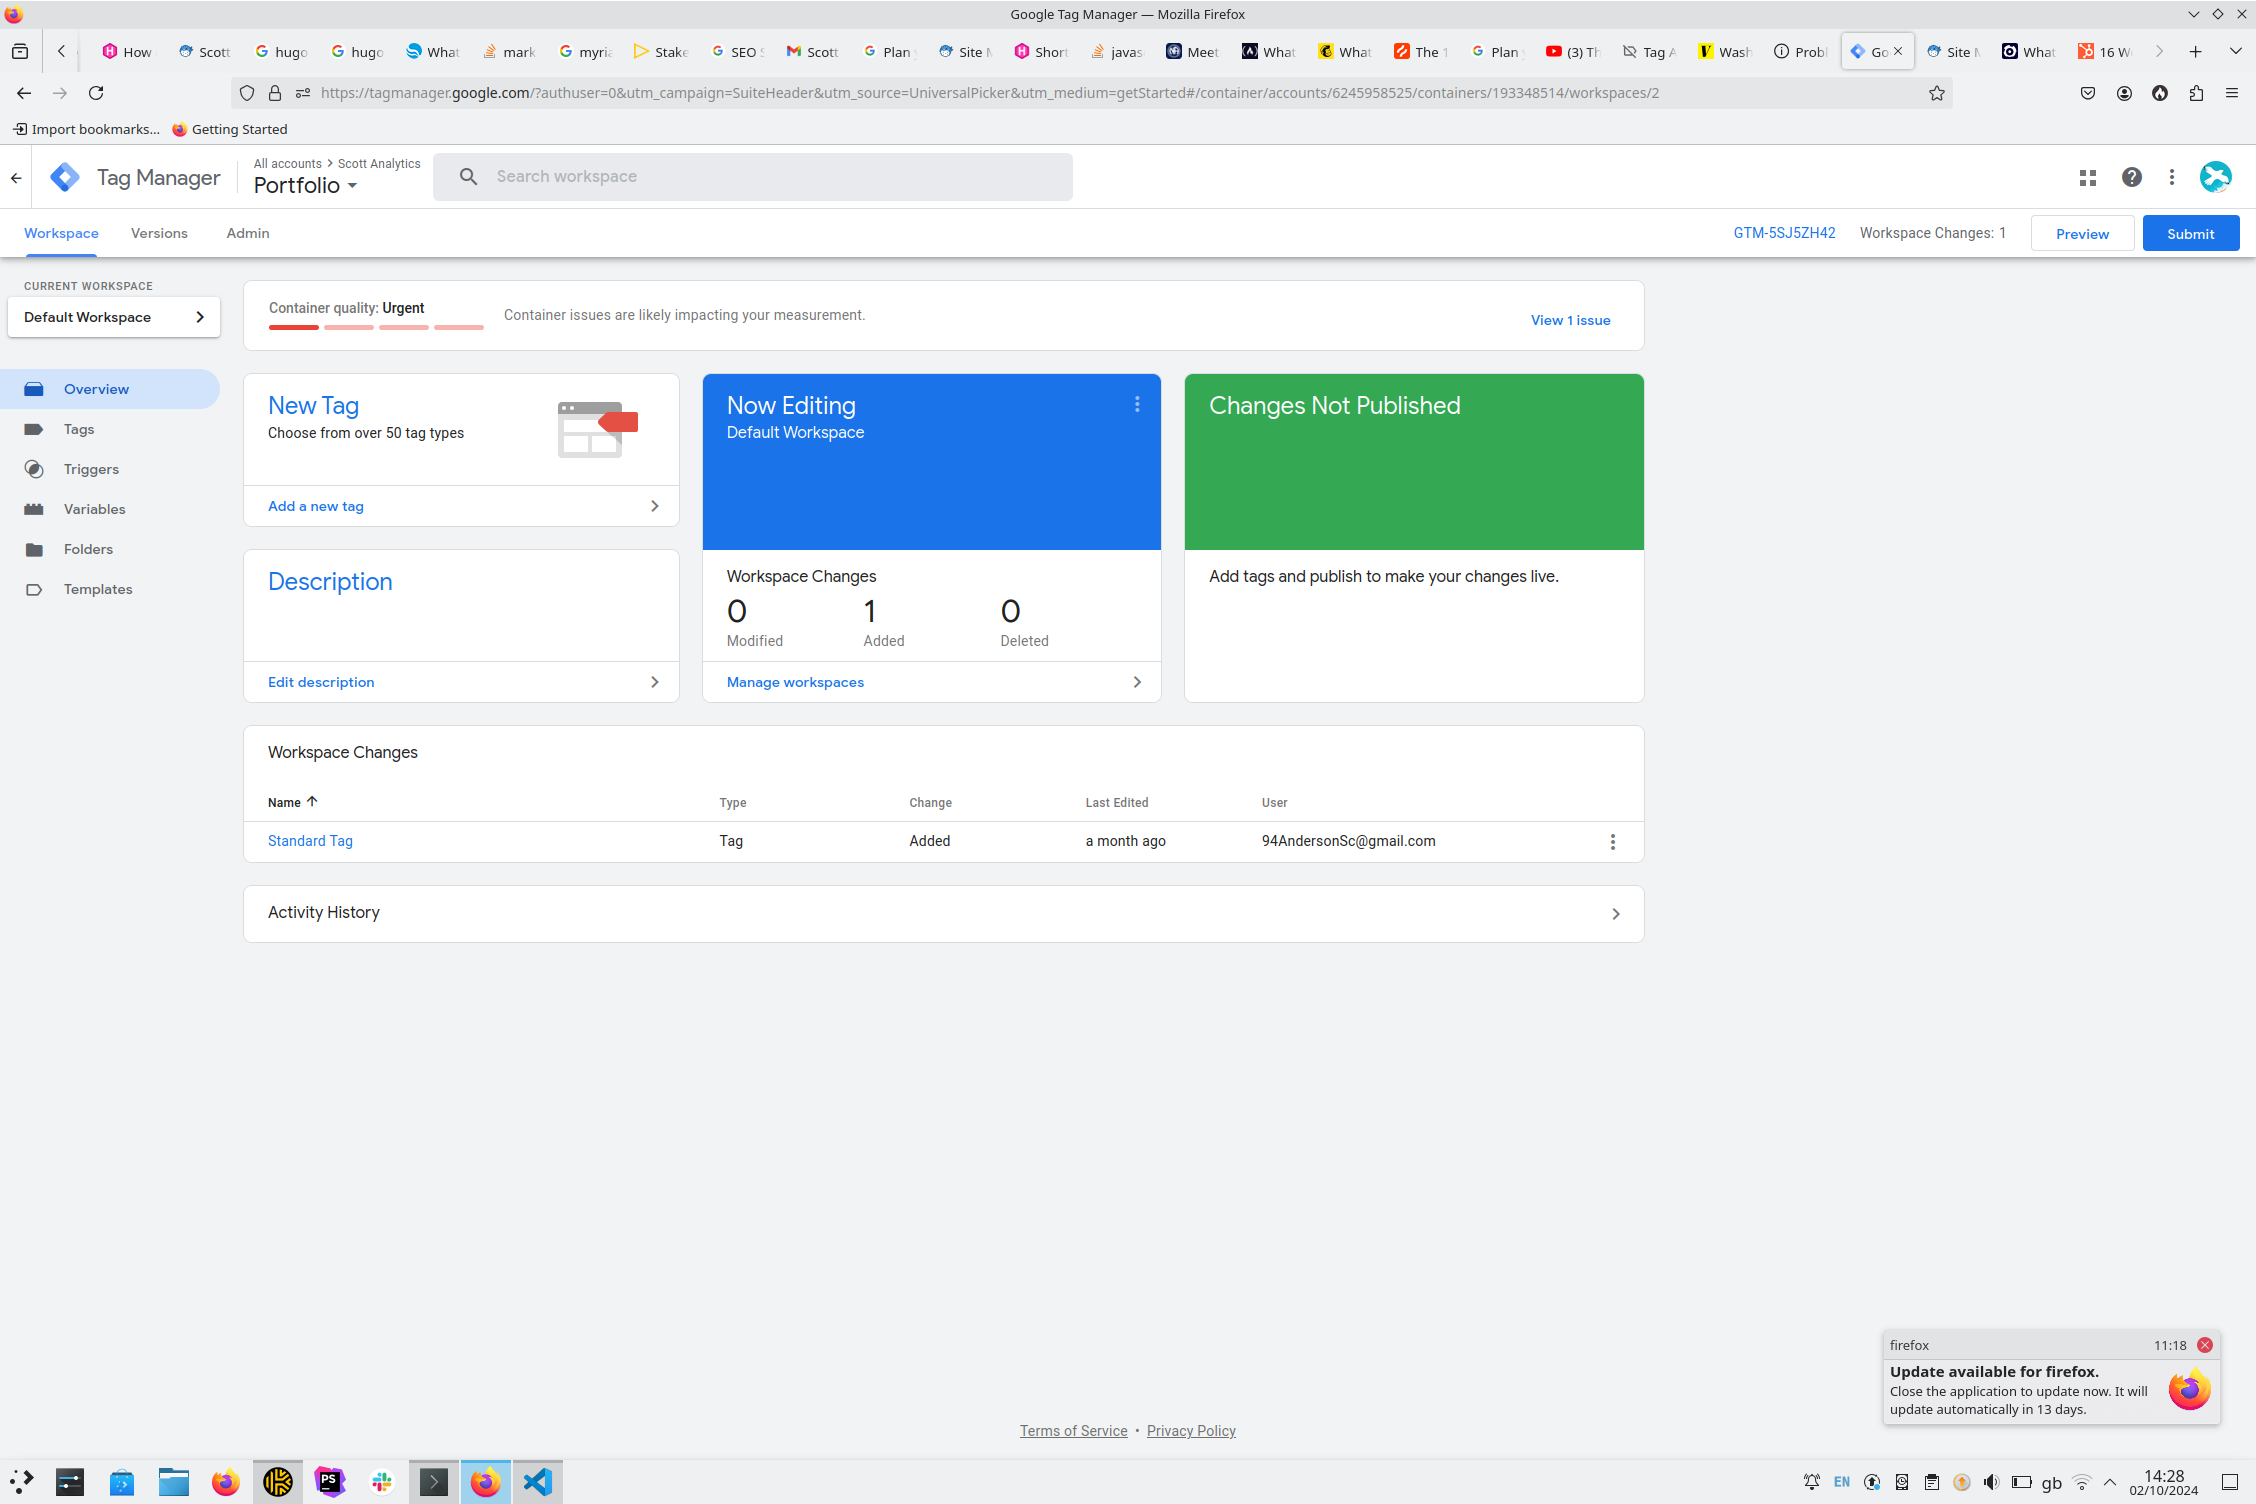 Google Tag Manager — Mozilla Firefox
How
Scott
hugo
hugo
What
mark
myria
Stake
SEO S
Scott
Plan
Site M
Short
javas
Meet
What
What
The 1
Plan
(3) Th
Tag A
Wash
Probl
Go
Site M
What
16 W
https://tagmanager.google.com/?authuser=0&utm_campaign=SuiteHeader&utm_source=UniversalPicker&utm_medium=getStarted#/container/accounts/6245958525/containers/193348514/workspaces/2
Import bookmarks... Getting Started
All accounts > Scott Analytics
Tag Manager
Portfolio
Search workspace
Workspace Versions Admin
GTM-5SJ5ZH42 Workspace Changes: 1 Preview Submit
CURRENT WORKSPACE
Default Workspace
Overview
Tags
Triggers
Variables
Folders
Templates
Container quality: Urgent
Container issues are likely impacting your measurement.
View 1 issue
New Tag
Choose from over 50 tag types
Add a new tag
Description
Edit description
Now Editing
Default Workspace
Workspace Changes
0 1 0
Modified Added Deleted
Manage workspaces
Changes Not Published
Add tags and publish to make your changes live.
Workspace Changes
Name Type Change Last Edited User
Standard Tag Tag Added a month ago 94AndersonSc@gmail.com
Activity History
Terms of Service • Privacy Policy
firefox 11:18
Update available for firefox.
Close the application to update now. It will
update automatically in 13 days.
PS
EN
gb
14:28
02/10/2024